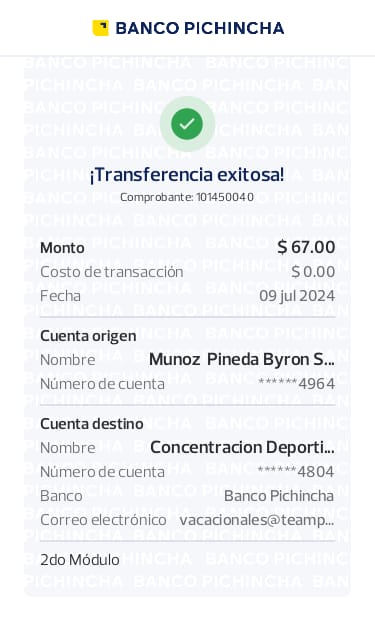 BANCO PICHINCHA
¡Transferencia exitosa!
Comprobante: 101450040
Monto $ 67.00
Costo de transacción $ 0.00
Fecha 09 jul 2024
Cuenta origen
Nombre Munoz Pineda Byron S...
Número de cuenta ******4964
Cuenta destino
Nombre Concentracion Deporti...
Número de cuenta ******4804
Banco Banco Pichincha
Correo electrónico vacacionales@teamp...
2do Módulo